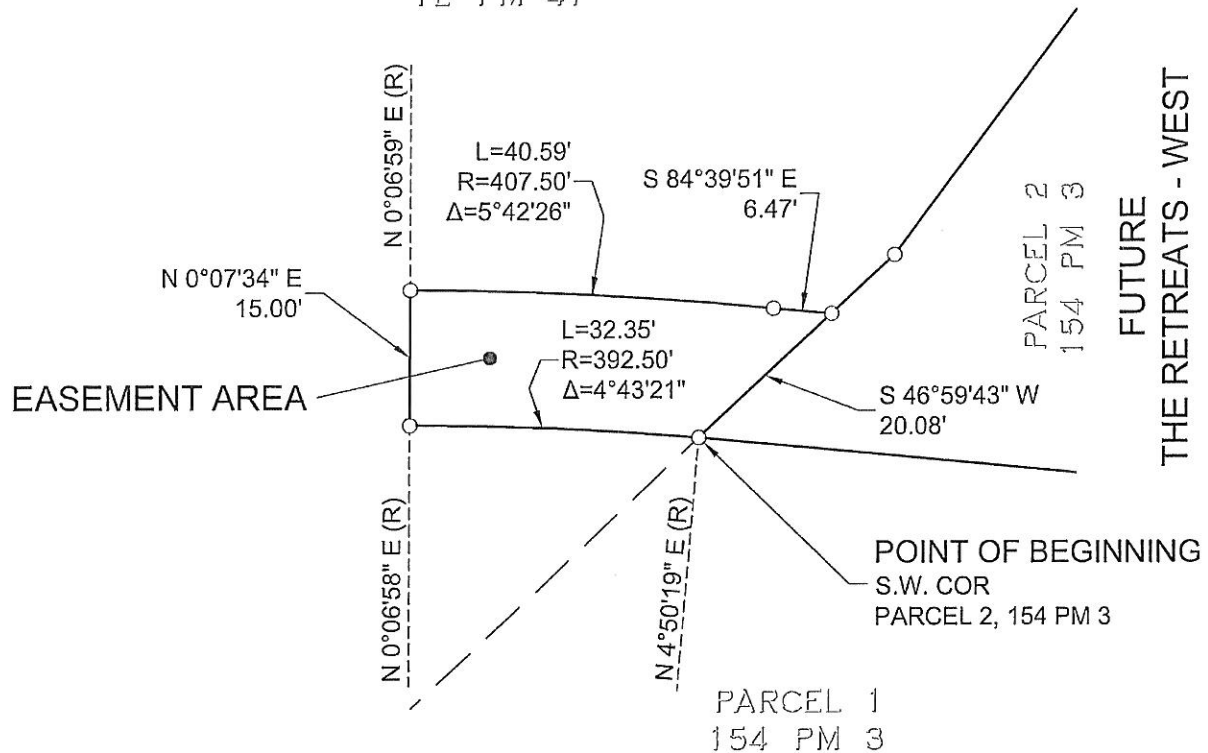 N 0°06'59" E (R)
L=40.59'
R=407.50'
Δ=5°42'26"
S 84°39'51" E
6.47'
N 0°07'34" E
15.00'
L=32.35'
R=392.50'
Δ=4°43'21"
EASEMENT AREA
S 46°59'43" W
20.08'
PARCEL 2
154 PM 3
FUTURE
THE RETREATS - WEST
N 0°06'58" E (R)
N 4°50'19" E (R)
POINT OF BEGINNING
S.W. COR
PARCEL 2, 154 PM 3
PARCEL 1
154 PM 3